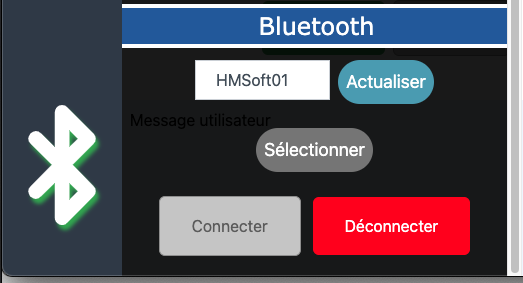 Bluetooth
HMSoft01 Actualiser
Message utilisateur
Sélectionner
Connecter Déconnecter